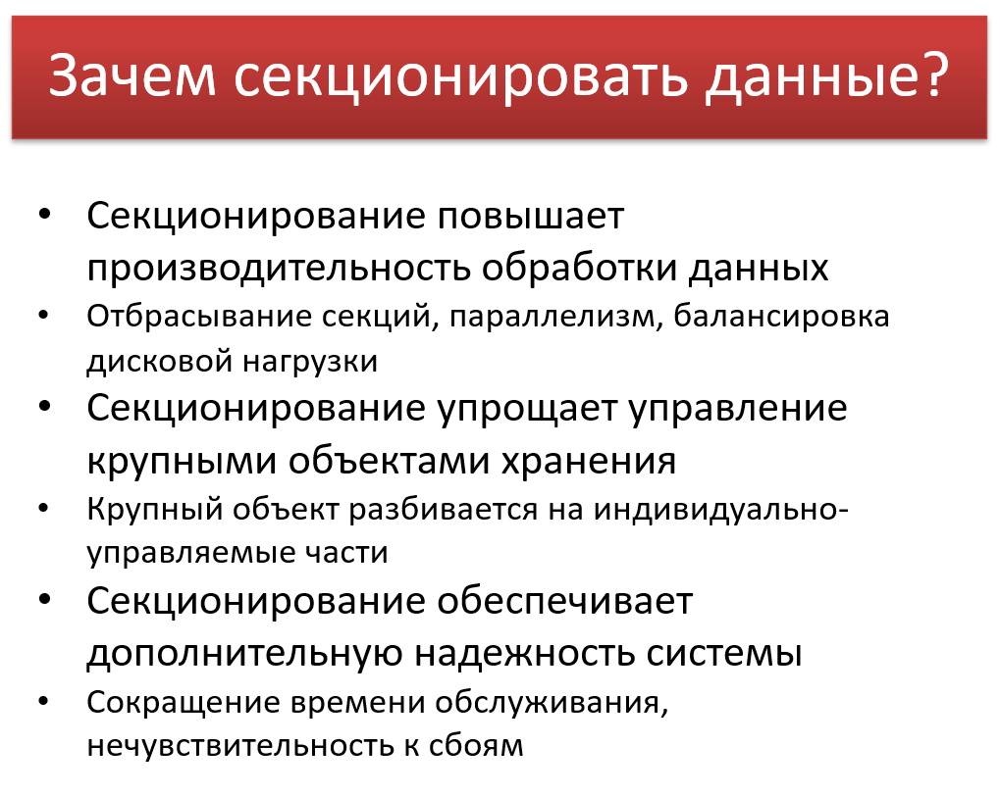 Зачем секционировать данные?
• Секционирование повышает
производительность обработки данных
• Отбрасывание секций, параллелизм, балансировка
дисковой нагрузки
• Секционирование упрощает управление
крупными объектами хранения
• Крупный объект разбивается на индивидуально-
управляемые части
• Секционирование обеспечивает
дополнительную надежность системы
• Сокращение времени обслуживания,
нечувствительность к сбоям